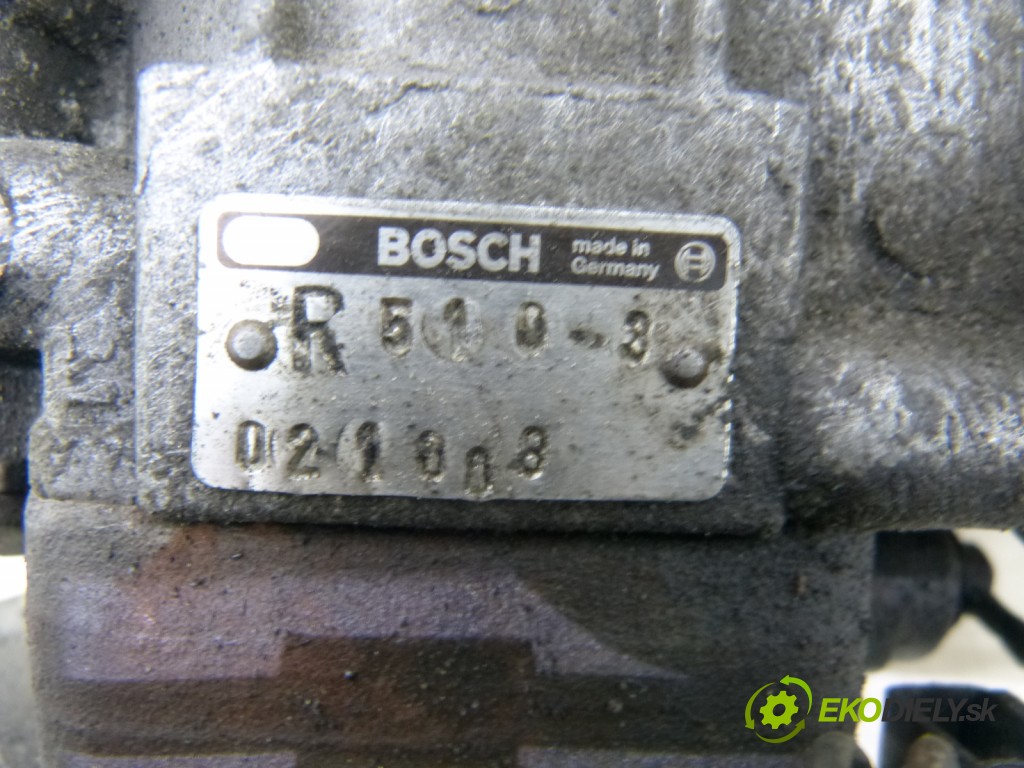 BOSCH
made in
Germany
R 510-3
021008
EKODIELY.sk